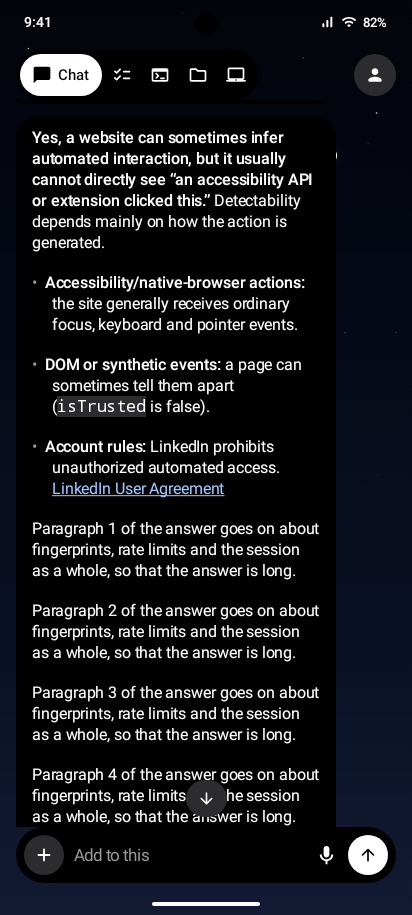 9:41
82%
Chat
Yes, a website can sometimes infer
automated interaction, but it usually
cannot directly see “an accessibility API
or extension clicked this.” Detectability
depends mainly on how the action is
generated.
• Accessibility/native-browser actions:
the site generally receives ordinary
focus, keyboard and pointer events.
• DOM or synthetic events: a page can
sometimes tell them apart
(isTrusted is false).
• Account rules: LinkedIn prohibits
unauthorized automated access.
LinkedIn User Agreement
Paragraph 1 of the answer goes on about
fingerprints, rate limits and the session
as a whole, so that the answer is long.
Paragraph 2 of the answer goes on about
fingerprints, rate limits and the session
as a whole, so that the answer is long.
Paragraph 3 of the answer goes on about
fingerprints, rate limits and the session
as a whole, so that the answer is long.
Paragraph 4 of the answer goes on about
fingerprints, rate limits he session
as a whole, so that the answer is long.
Add to this